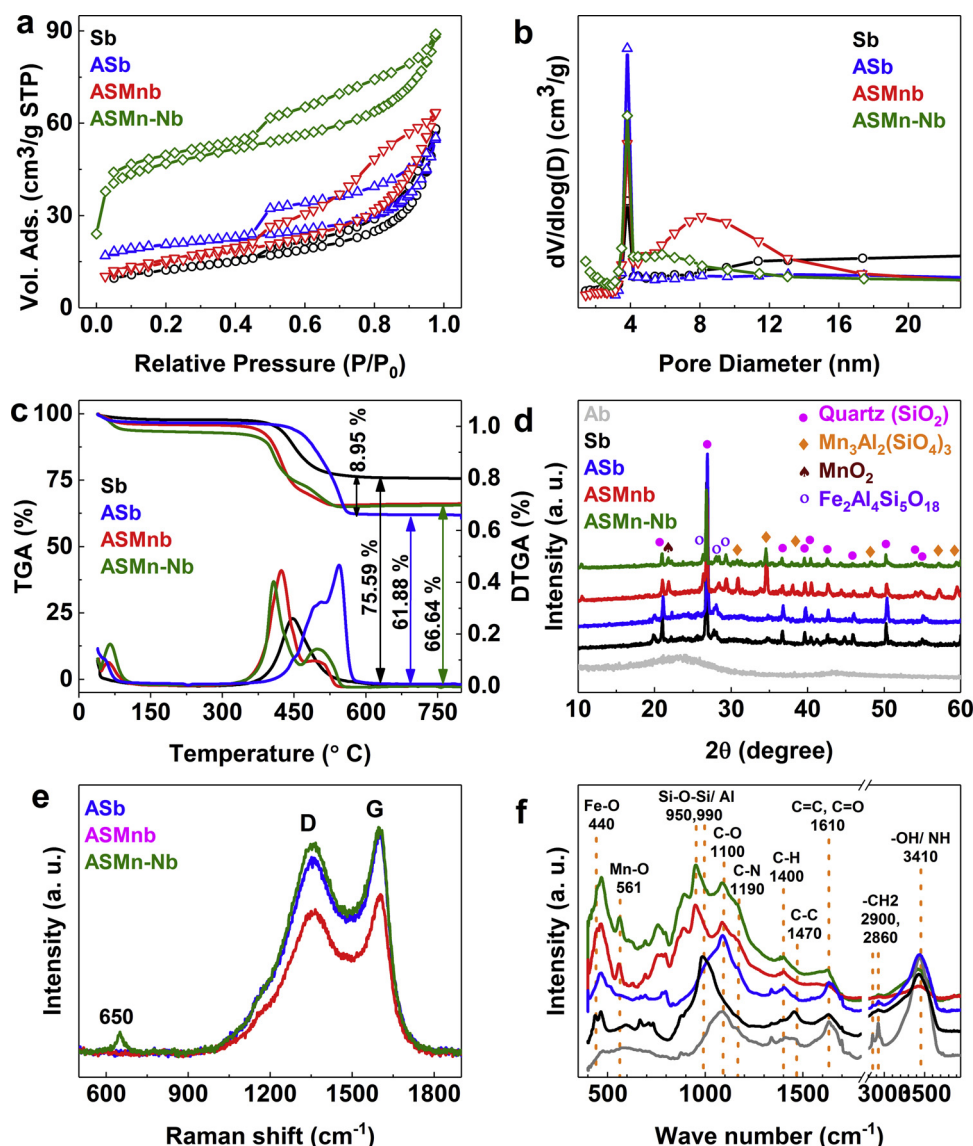 a
Sb
ASb
ASMnb
ASMn-Nb
Vol. Ads. (cm3/g STP)
90
60
30
0
0.0 0.2 0.4 0.6 0.8 1.0
Relative Pressure (P/P₀)
b
Sb
ASb
ASMnb
ASMn-Nb
dV/dlog(D) (cm³/g)
4 8 12 16 20
Pore Diameter (nm)
c
Sb
ASb
ASMnb
ASMn-Nb
TGA (%)
100
75
50
25
0
8.95 %
75.59 %
61.88 %
66.64 %
1.0
0.8
0.6
0.4
0.2
0.0
DTGA (%)
0 150 300 450 600 750
Temperature (° C)
d
Ab
Sb
ASb
ASMnb
ASMn-Nb
Quartz (SiO₂)
Mn₃Al₂(SiO₄)₃
MnO₂
Fe₂Al₄Si₅O₁₈
Intensity (a. u.)
10 20 30 40 50 60
2θ (degree)
e
ASb
ASMnb
ASMn-Nb
D
G
650
Intensity (a. u.)
600 900 1200 1500 1800
Raman shift (cm⁻¹)
f
Fe-O
440
Mn-O
561
Si-O-Si/ Al
950,990
C-O
1100
C-N
1190
C-H
1400
C-C
1470
C=C, C=O
1610
-CH2
2900,
2860
-OH/ NH
3410
Intensity (a. u.)
500 1000 1500 3000 3500
Wave number (cm⁻¹)